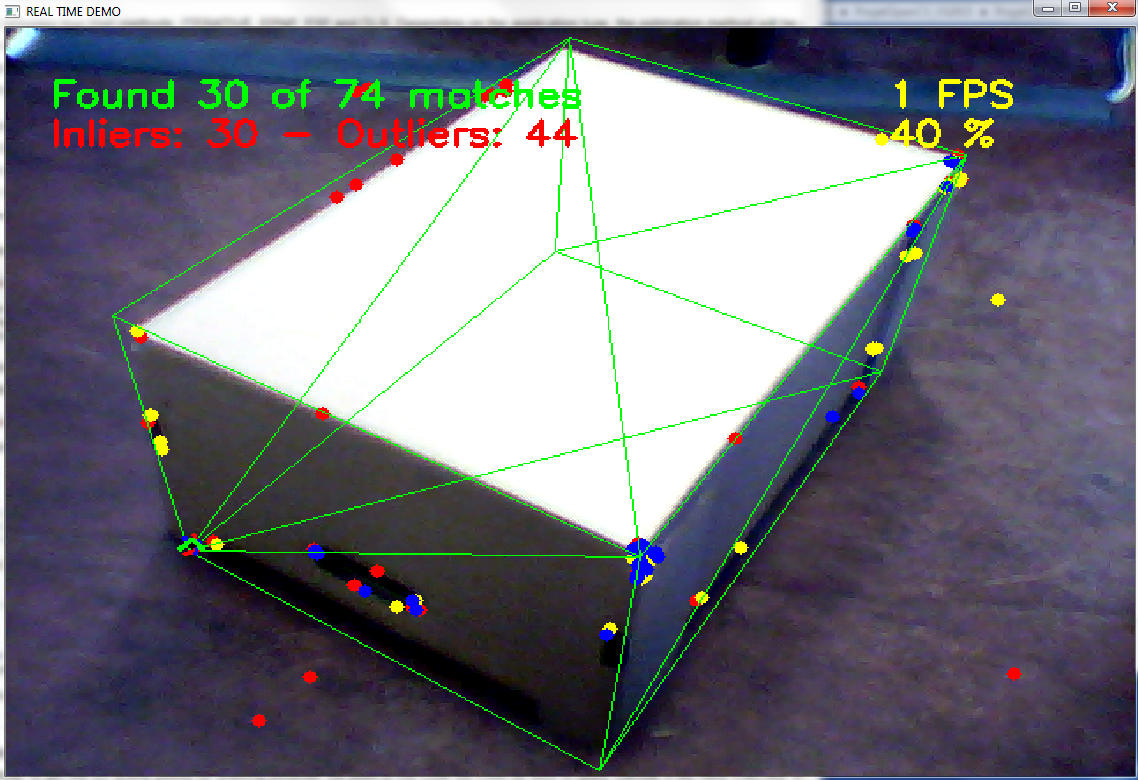 REAL TIME DEMO
Found 30 of 74 matches
1 FPS
Inliers: 30 - Outliers: 44
40 %